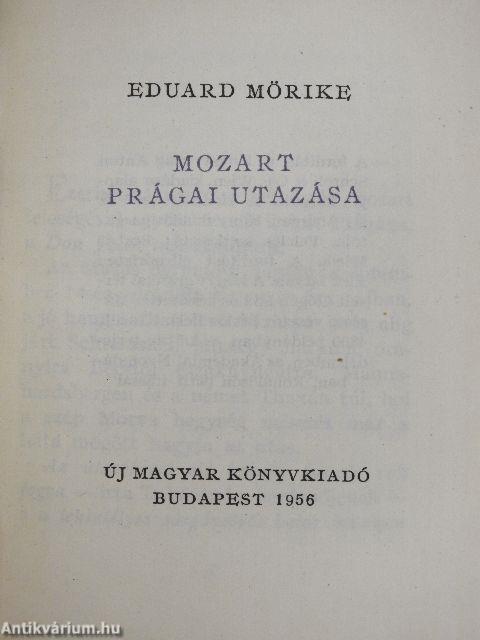 EDUARD MÖRIKE
MOZART
PRÁGAI UTAZÁSA
ÚJ MAGYAR KÖNYVKIADÓ
BUDAPEST 1956
Antikvárium.hu